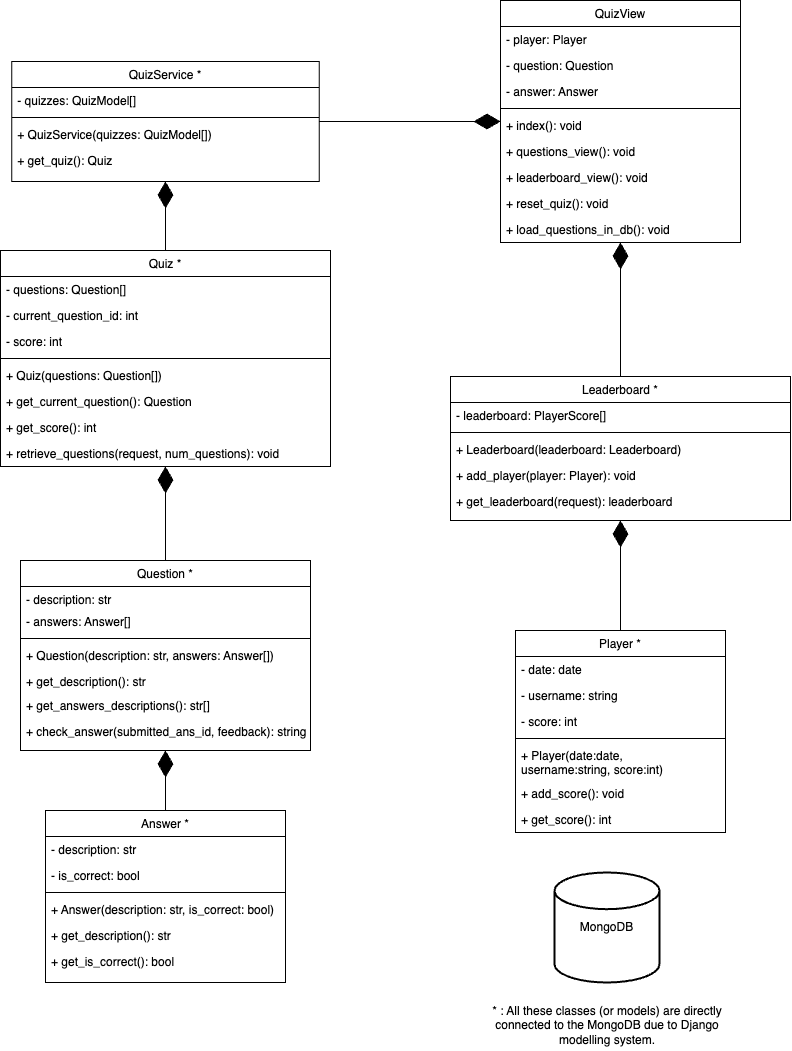 QuizView
- player: Player
- question: Question
- answer: Answer
+ index(): void
+ questions_view(): void
+ leaderboard_view(): void
+ reset_quiz(): void
+ load_questions_in_db(): void
QuizService *
- quizzes: QuizModel[]
+ QuizService(quizzes: QuizModel[])
+ get_quiz(): Quiz
Quiz *
- questions: Question[]
- current_question_id: int
- score: int
+ Quiz(questions: Question[])
+ get_current_question(): Question
+ get_score(): int
+ retrieve_questions(request, num_questions): void
Leaderboard *
- leaderboard: PlayerScore[]
+ Leaderboard(leaderboard: Leaderboard)
+ add_player(player: Player): void
+ get_leaderboard(request): leaderboard
Question *
- description: str
- answers: Answer[]
+ Question(description: str, answers: Answer[])
+ get_description(): str
+ get_answers_descriptions(): str[]
+ check_answer(submitted_ans_id, feedback): string
Player *
- date: date
- username: string
- score: int
+ Player(date:date,
username:string, score:int)
+ add_score(): void
+ get_score(): int
Answer *
- description: str
- is_correct: bool
+ Answer(description: str, is_correct: bool)
+ get_description(): str
+ get_is_correct(): bool
MongoDB
* : All these classes (or models) are directly
connected to the MongoDB due to Django
modelling system.